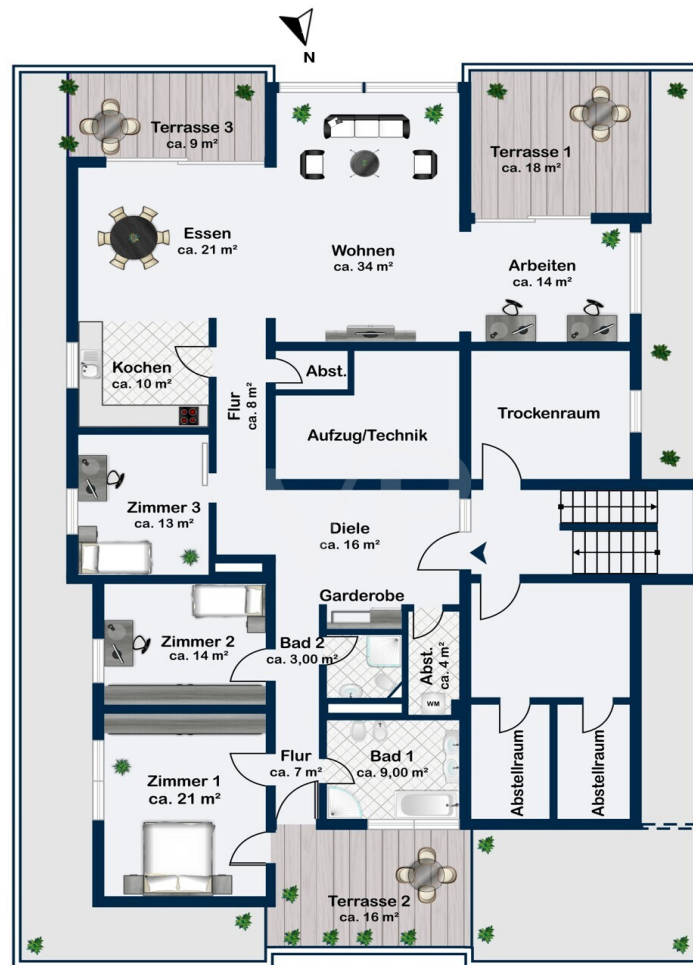 N
Terrasse 3
ca. 9 m²
Terrasse 1
ca. 18 m²
Essen
ca. 21 m²
Wohnen
ca. 34 m²
Arbeiten
ca. 14 m²
Kochen
ca. 10 m²
Flur
ca. 8 m²
Abst.
Aufzug/Technik
Trockenraum
Zimmer 3
ca. 13 m²
Diele
ca. 16 m²
Garderobe
Zimmer 2
ca. 14 m²
Bad 2
ca. 3,00 m²
Abst.
ca. 4 m²
WM
Zimmer 1
ca. 21 m²
Flur
ca. 7 m²
Bad 1
ca. 9,00 m²
Abstellraum
Abstellraum
Terrasse 2
ca. 16 m²